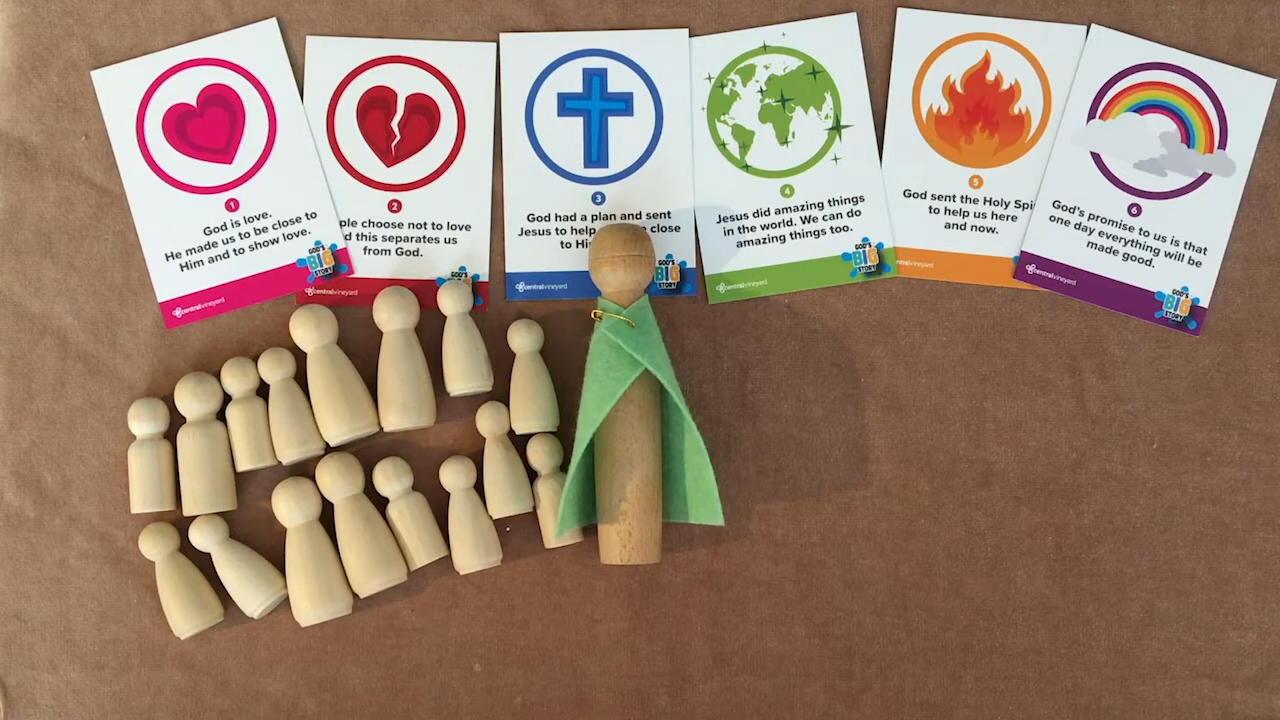 1
God is love.
He made us to be close to
Him and to show love.
GOD'S
BIG
STORY
centralvineyard
2
choose not to love
this separates us
from God.
GOD'S
centralvineyard
3
God had a plan and sent
Jesus to help close
to
GOD'S
BIG
STORY
centralvineyard
4
Jesus did amazing things
in the world. We can do
amazing things too.
GOD'S
BIG
STORY
centralvineyard
5
God sent the Holy
to help us here
and now.
centralvineyard
6
God's promise to us is that
one day everything will be
made good.
GOD'S
BIG
STORY
centralvineyard